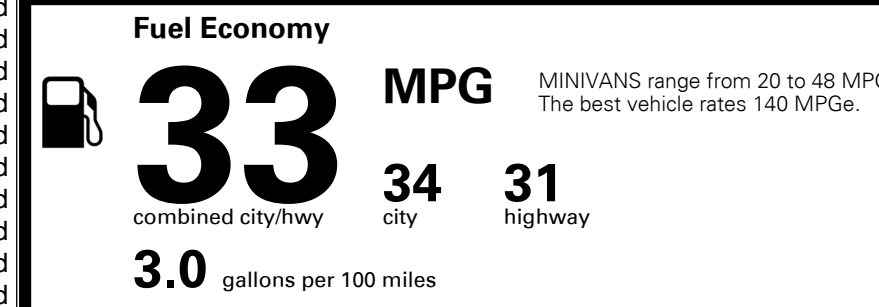 Fuel Economy
33 MPG
MINIVANS range from 20 to 48 MPG
The best vehicle rates 140 MPGe.
34 31
combined city/hwy city highway
3.0 gallons per 100 miles
d
d
d
d
d
d
d
d
d
d